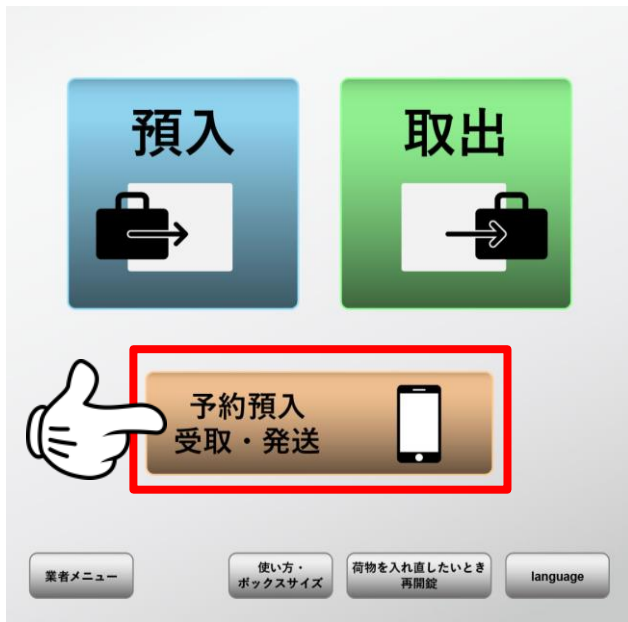 預入
取出
予約預入
受取・発送
業者メニュー
使い方・
ボックスサイズ
荷物を入れ直したいとき
再開錠
language